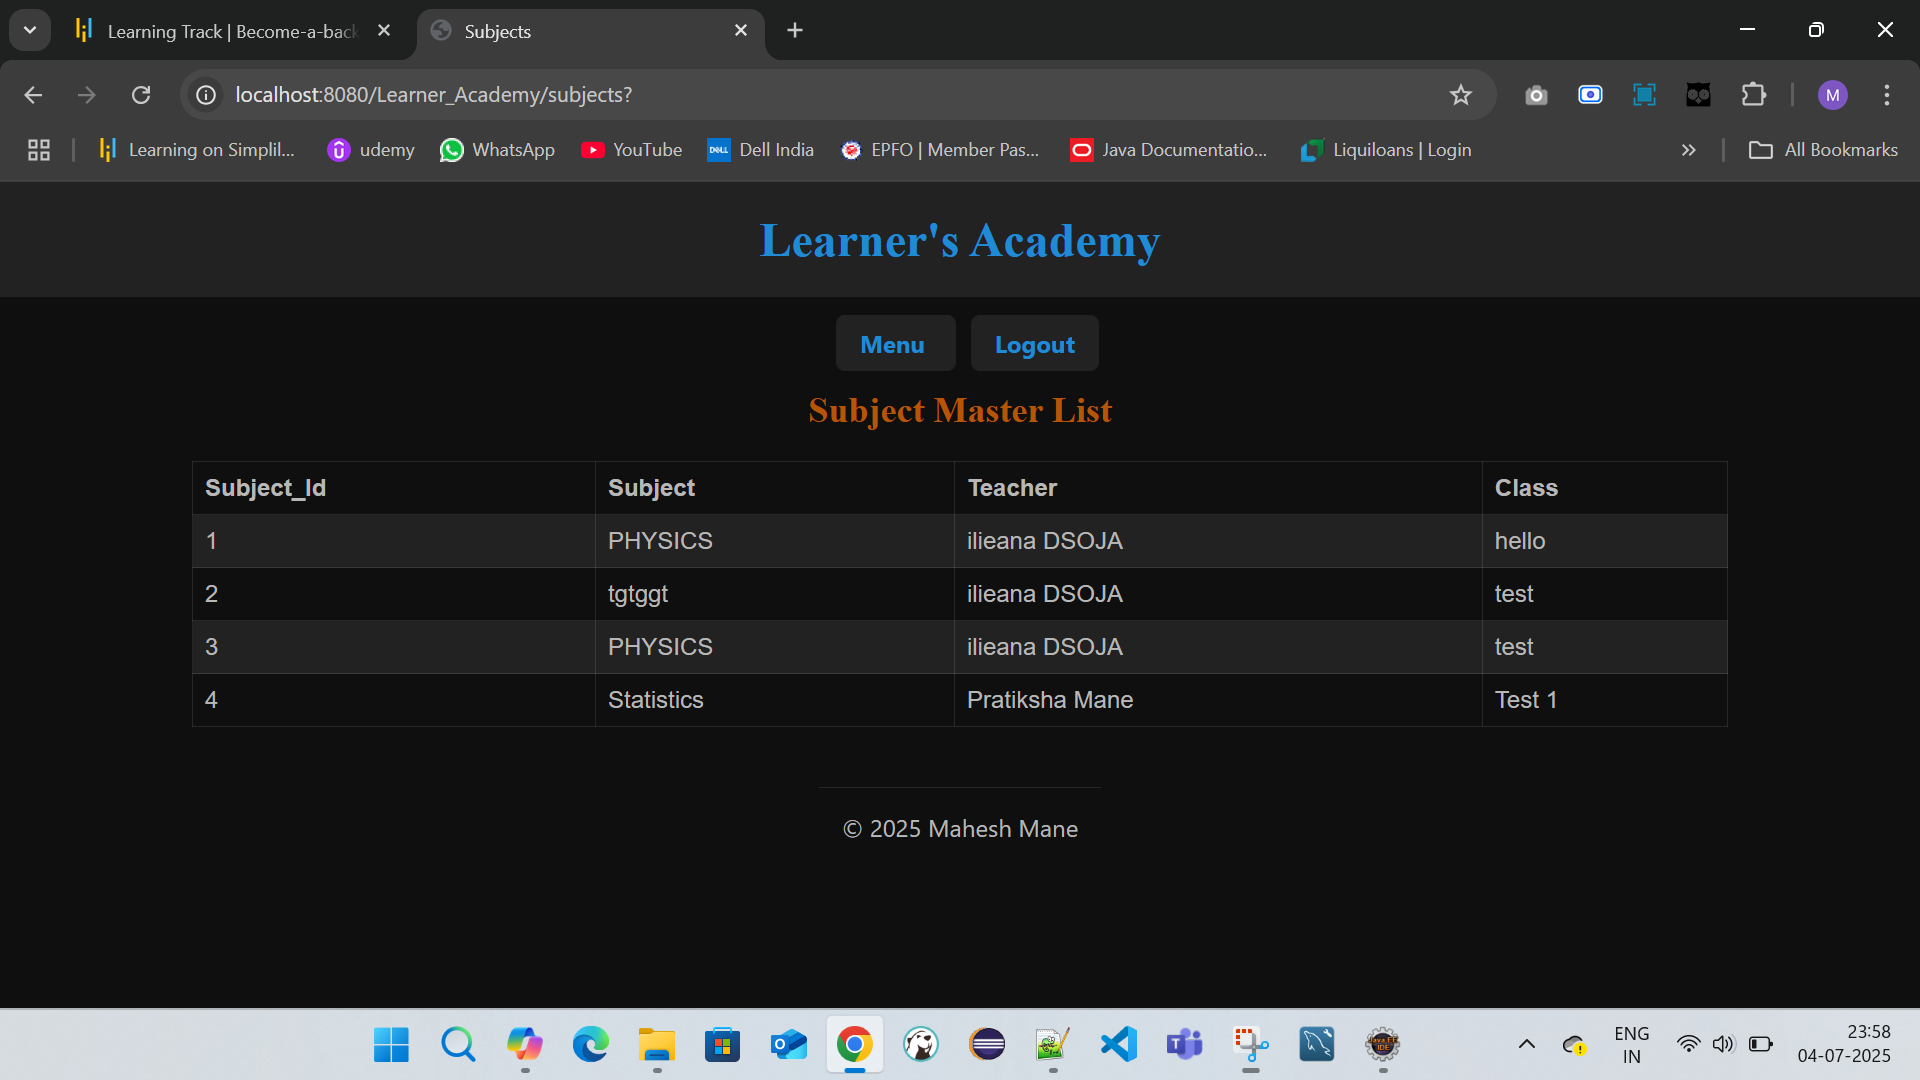 Learning Track | Become-a-back
Subjects
localhost:8080/Learner_Academy/subjects?
M
Learning on Simplil...
udemy
WhatsApp
YouTube
DELL
Dell India
EPFO | Member Pas...
Java Documentatio...
Liquiloans | Login
All Bookmarks
Learner's Academy
Menu
Logout
Subject Master List
Subject_Id Subject Teacher Class
1 PHYSICS ilieana DSOJA hello
2 tgtggt ilieana DSOJA test
3 PHYSICS ilieana DSOJA test
4 Statistics Pratiksha Mane Test 1
© 2025 Mahesh Mane
ENG
IN
23:58
04-07-2025